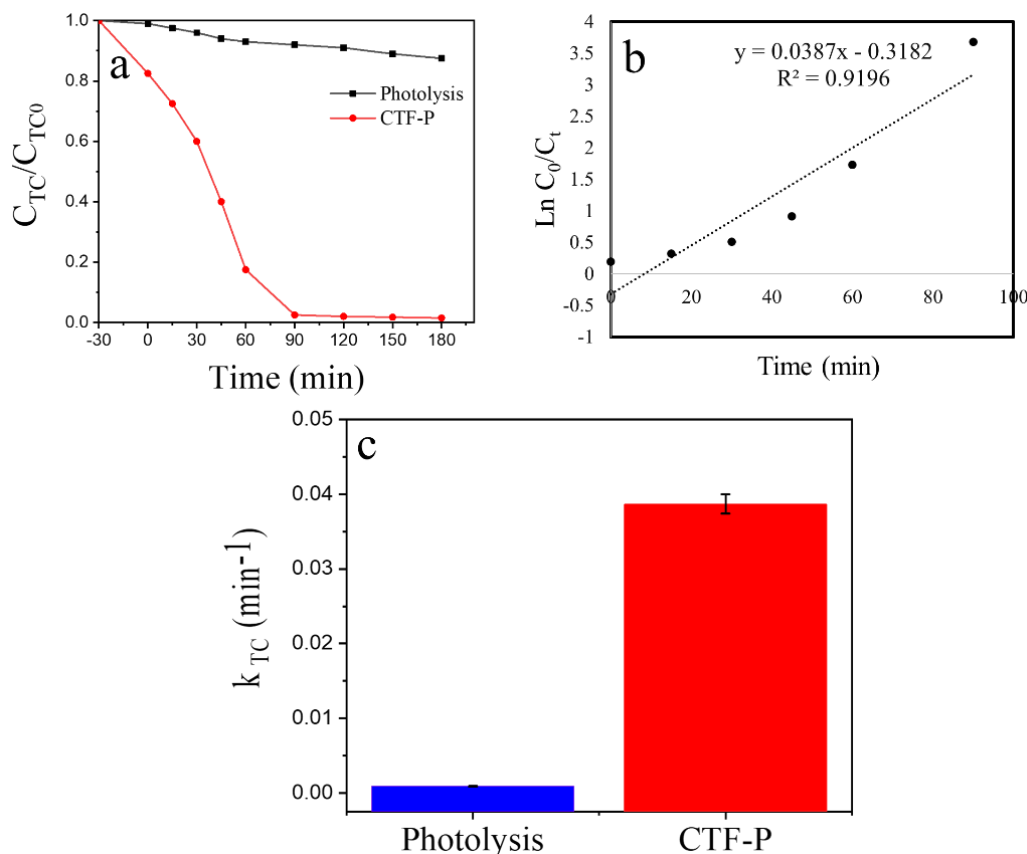 a
1.0
0.8
0.6
0.4
0.2
0.0
C_TC/C_TC0
Photolysis
CTF-P
-30 0 30 60 90 120 150 180
Time (min)
b
y = 0.0387x - 0.3182
R² = 0.9196
4
3.5
3
2.5
2
1.5
1
0.5
0
-0.5
-1
Ln C₀/Cₜ
0 20 40 60 80 100
Time (min)
c
0.05
0.04
0.03
0.02
0.01
0.00
k_TC (min-1)
Photolysis CTF-P